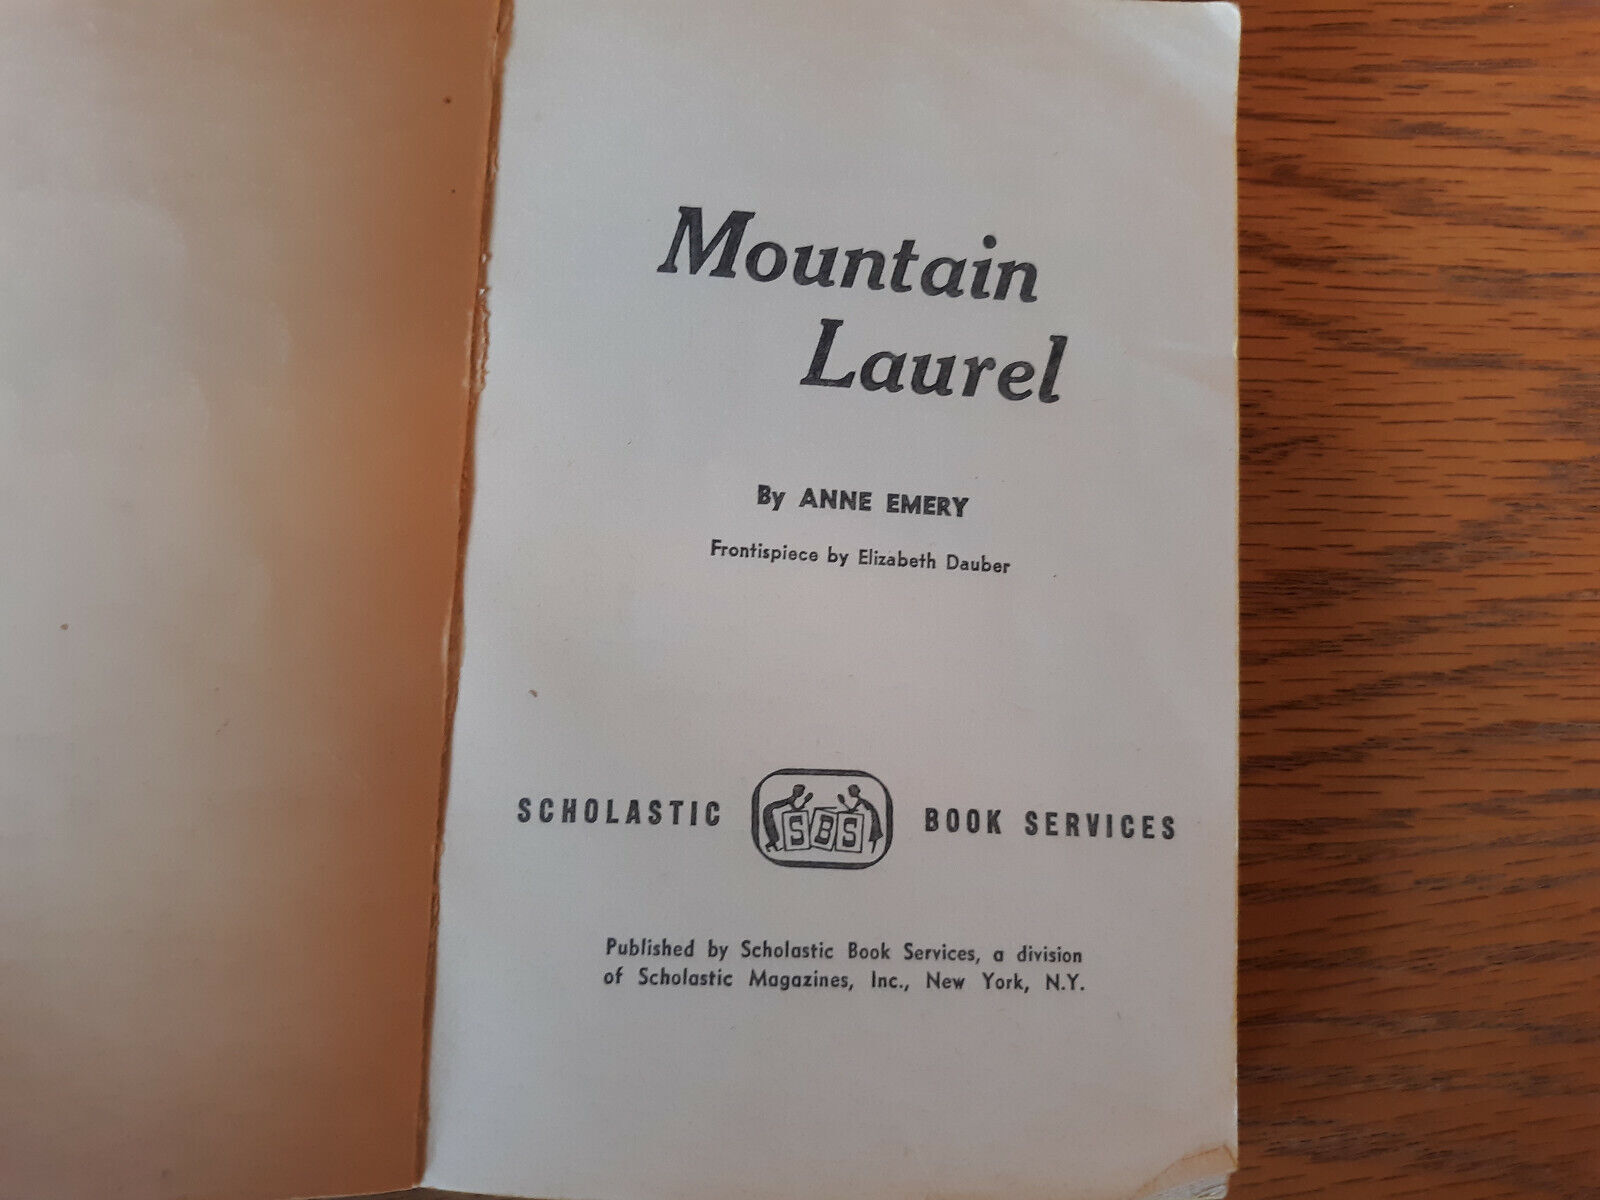 Mountain
Laurel
By ANNE EMERY
Frontispiece by Elizabeth Dauber
SCHOLASTIC SBS BOOK SERVICES
Published by Scholastic Book Services, a division
of Scholastic Magazines, Inc., New York, N.Y.